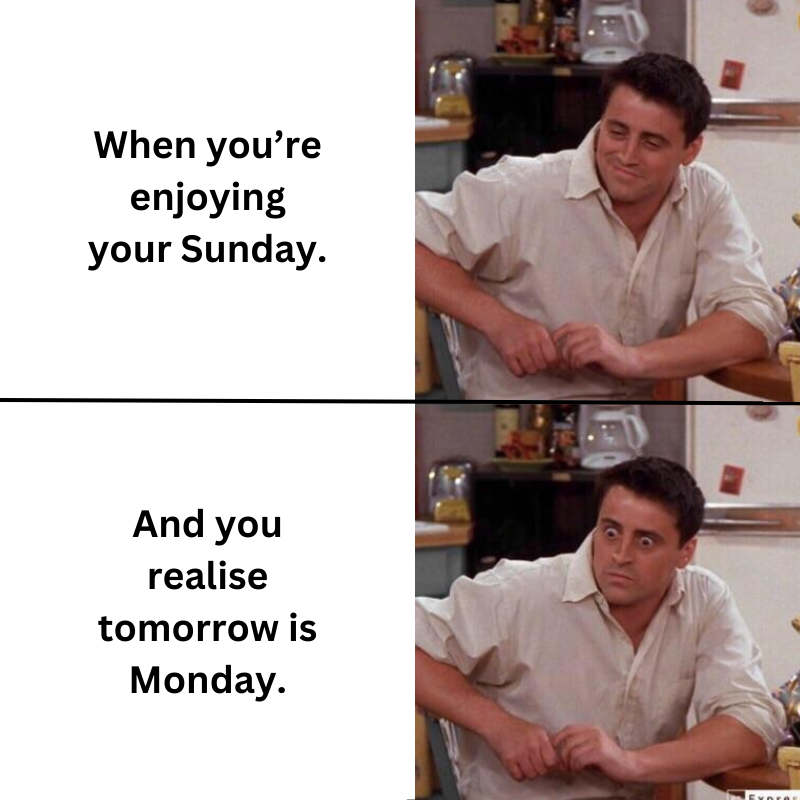 When you’re
enjoying
your Sunday.
And you
realise
tomorrow is
Monday.